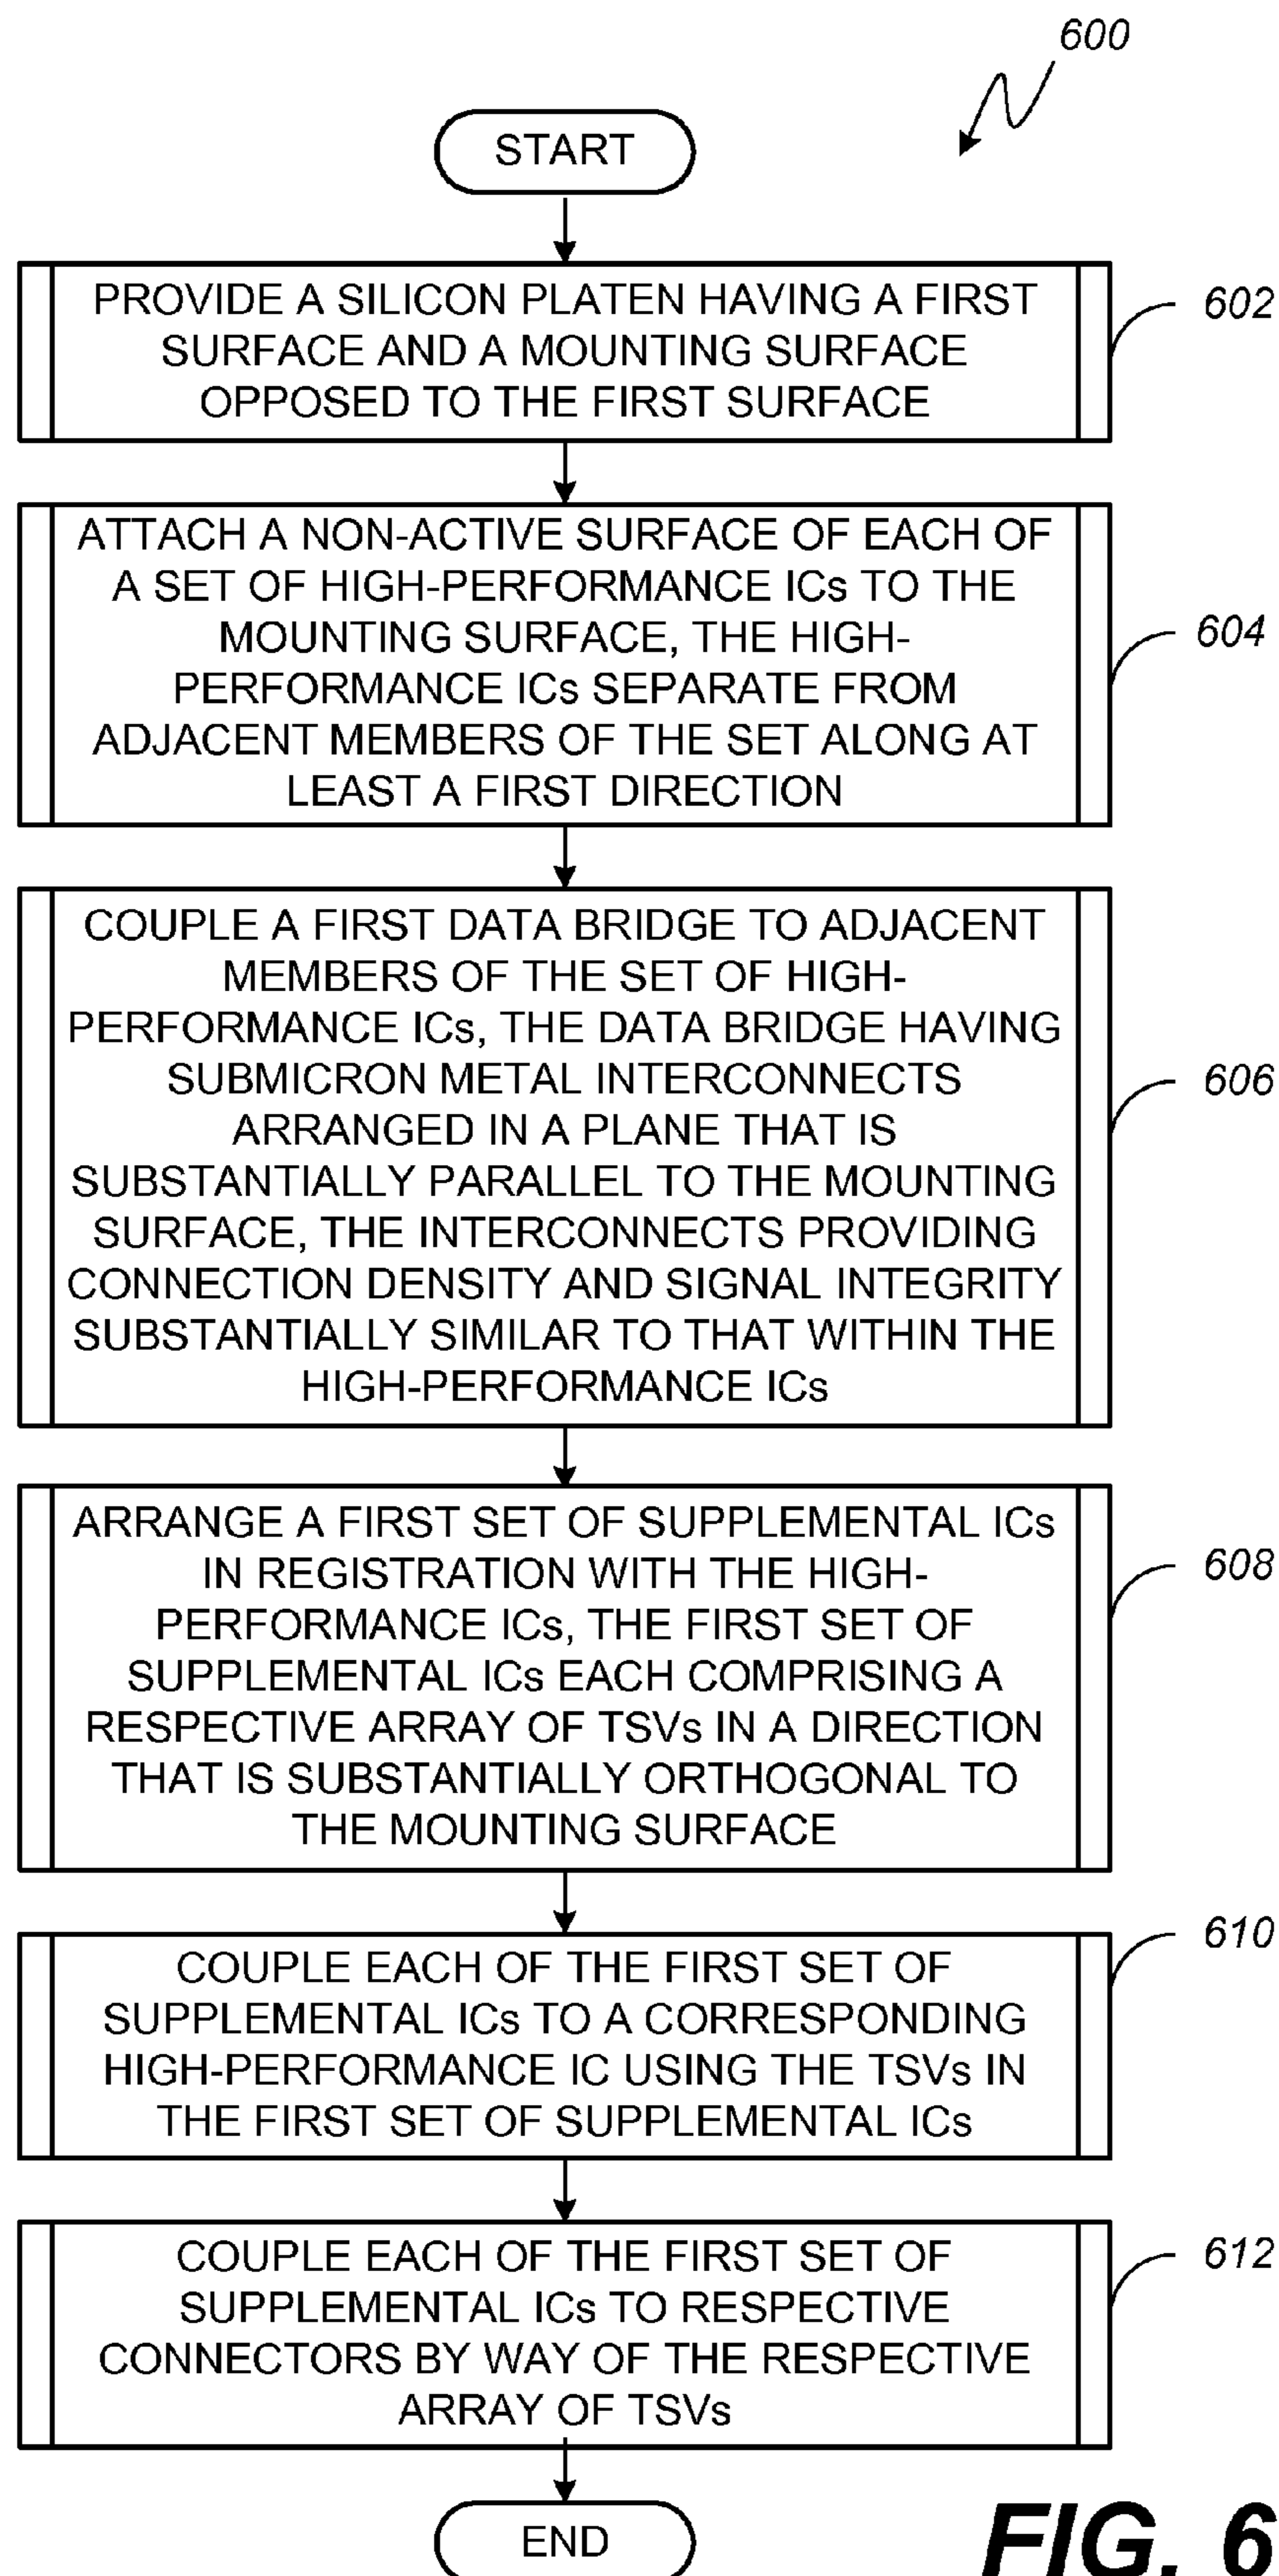 600
START
PROVIDE A SILICON PLATEN HAVING A FIRST
SURFACE AND A MOUNTING SURFACE
OPPOSED TO THE FIRST SURFACE
602
ATTACH A NON-ACTIVE SURFACE OF EACH OF
A SET OF HIGH-PERFORMANCE ICs TO THE
MOUNTING SURFACE, THE HIGH-
PERFORMANCE ICs SEPARATE FROM
ADJACENT MEMBERS OF THE SET ALONG AT
LEAST A FIRST DIRECTION
604
COUPLE A FIRST DATA BRIDGE TO ADJACENT
MEMBERS OF THE SET OF HIGH-
PERFORMANCE ICs, THE DATA BRIDGE HAVING
SUBMICRON METAL INTERCONNECTS
ARRANGED IN A PLANE THAT IS
SUBSTANTIALLY PARALLEL TO THE MOUNTING
SURFACE, THE INTERCONNECTS PROVIDING
CONNECTION DENSITY AND SIGNAL INTEGRITY
SUBSTANTIALLY SIMILAR TO THAT WITHIN THE
HIGH-PERFORMANCE ICs
606
ARRANGE A FIRST SET OF SUPPLEMENTAL ICs
IN REGISTRATION WITH THE HIGH-
PERFORMANCE ICs, THE FIRST SET OF
SUPPLEMENTAL ICs EACH COMPRISING A
RESPECTIVE ARRAY OF TSVs IN A DIRECTION
THAT IS SUBSTANTIALLY ORTHOGONAL TO
THE MOUNTING SURFACE
608
COUPLE EACH OF THE FIRST SET OF
SUPPLEMENTAL ICs TO A CORRESPONDING
HIGH-PERFORMANCE IC USING THE TSVs IN
THE FIRST SET OF SUPPLEMENTAL ICs
610
COUPLE EACH OF THE FIRST SET OF
SUPPLEMENTAL ICs TO RESPECTIVE
CONNECTORS BY WAY OF THE RESPECTIVE
ARRAY OF TSVs
612
END
FIG. 6